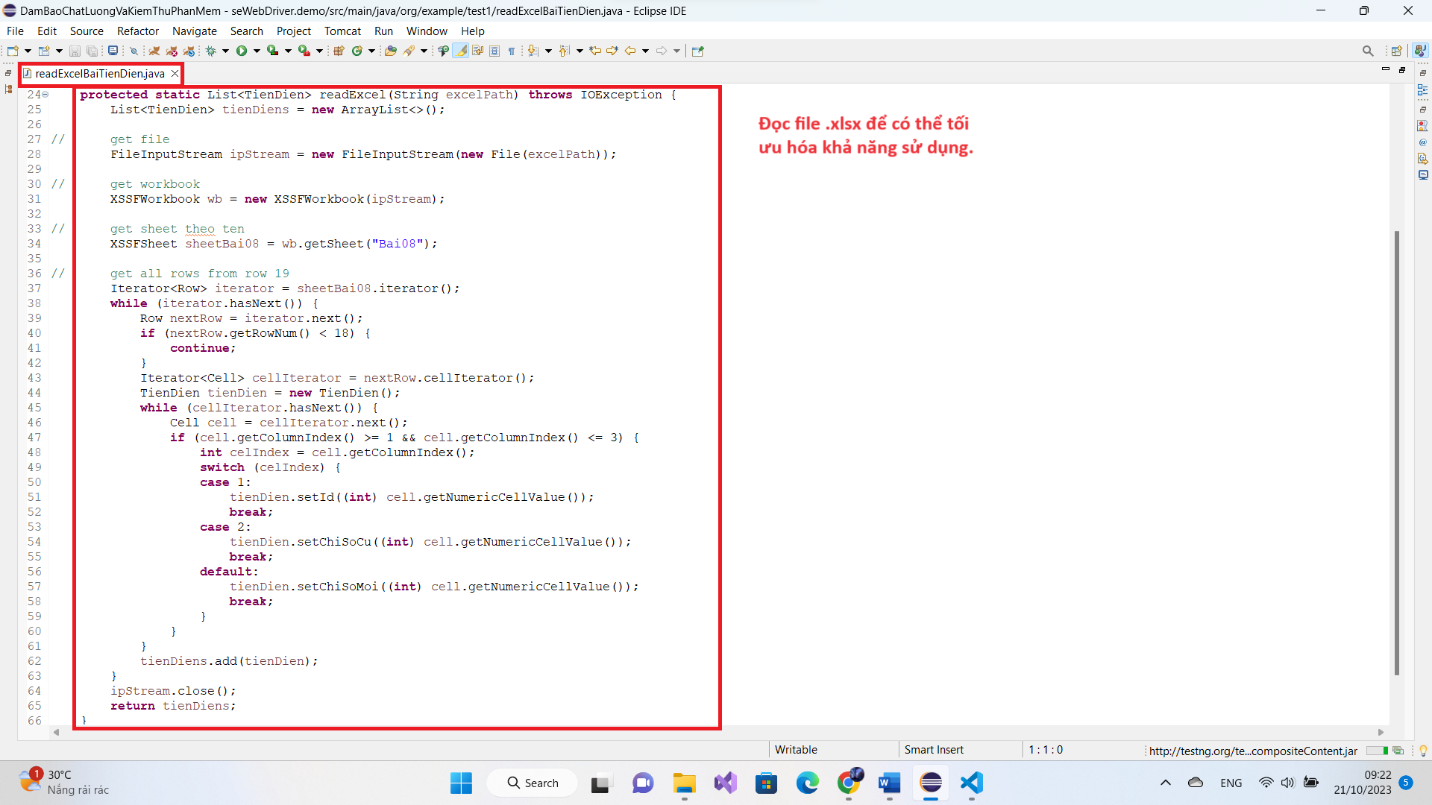 DamBaoChatLuongVaKiemThuPhanMem - seWebDriver.demo/src/main/java/org/example/test1/readExcelBaiTienDien.java - Eclipse IDE
File Edit Source Refactor Navigate Search Project Tomcat Run Window Help
readExcelBaiTienDien.java
24 protected static List<TienDien> readExcel(String excelPath) throws IOException {
25 List<TienDien> tienDiens = new ArrayList<>();
26
27 // get file
28 FileInputStream ipStream = new FileInputStream(new File(excelPath));
29
30 // get workbook
31 XSSFWorkbook wb = new XSSFWorkbook(ipStream);
32
33 // get sheet theo ten
34 XSSFSheet sheetBai08 = wb.getSheet("Bai08");
35
36 // get all rows from row 19
37 Iterator<Row> iterator = sheetBai08.iterator();
38 while (iterator.hasNext()) {
39 Row nextRow = iterator.next();
40 if (nextRow.getRowNum() < 18) {
41 continue;
42 }
43 Iterator<Cell> cellIterator = nextRow.cellIterator();
44 TienDien tienDien = new TienDien();
45 while (cellIterator.hasNext()) {
46 Cell cell = cellIterator.next();
47 if (cell.getColumnIndex() >= 1 && cell.getColumnIndex() <= 3) {
48 int celIndex = cell.getColumnIndex();
49 switch (celIndex) {
50 case 1:
51 tienDien.setId((int) cell.getNumericCellValue());
52 break;
53 case 2:
54 tienDien.setChiSoCu((int) cell.getNumericCellValue());
55 break;
56 default:
57 tienDien.setChiSoMoi((int) cell.getNumericCellValue());
58 break;
59 }
60 }
61 }
62 tienDiens.add(tienDien);
63 }
64 ipStream.close();
65 return tienDiens;
66 }
Đọc file .xlsx để có thể tối
ưu hóa khả năng sử dụng.
Writable Smart Insert 1 : 1 : 0 http://testng.org/te...compositeContent.jar
1 30°C
Nắng rải rác
Search
ENG
09:22
21/10/2023
5